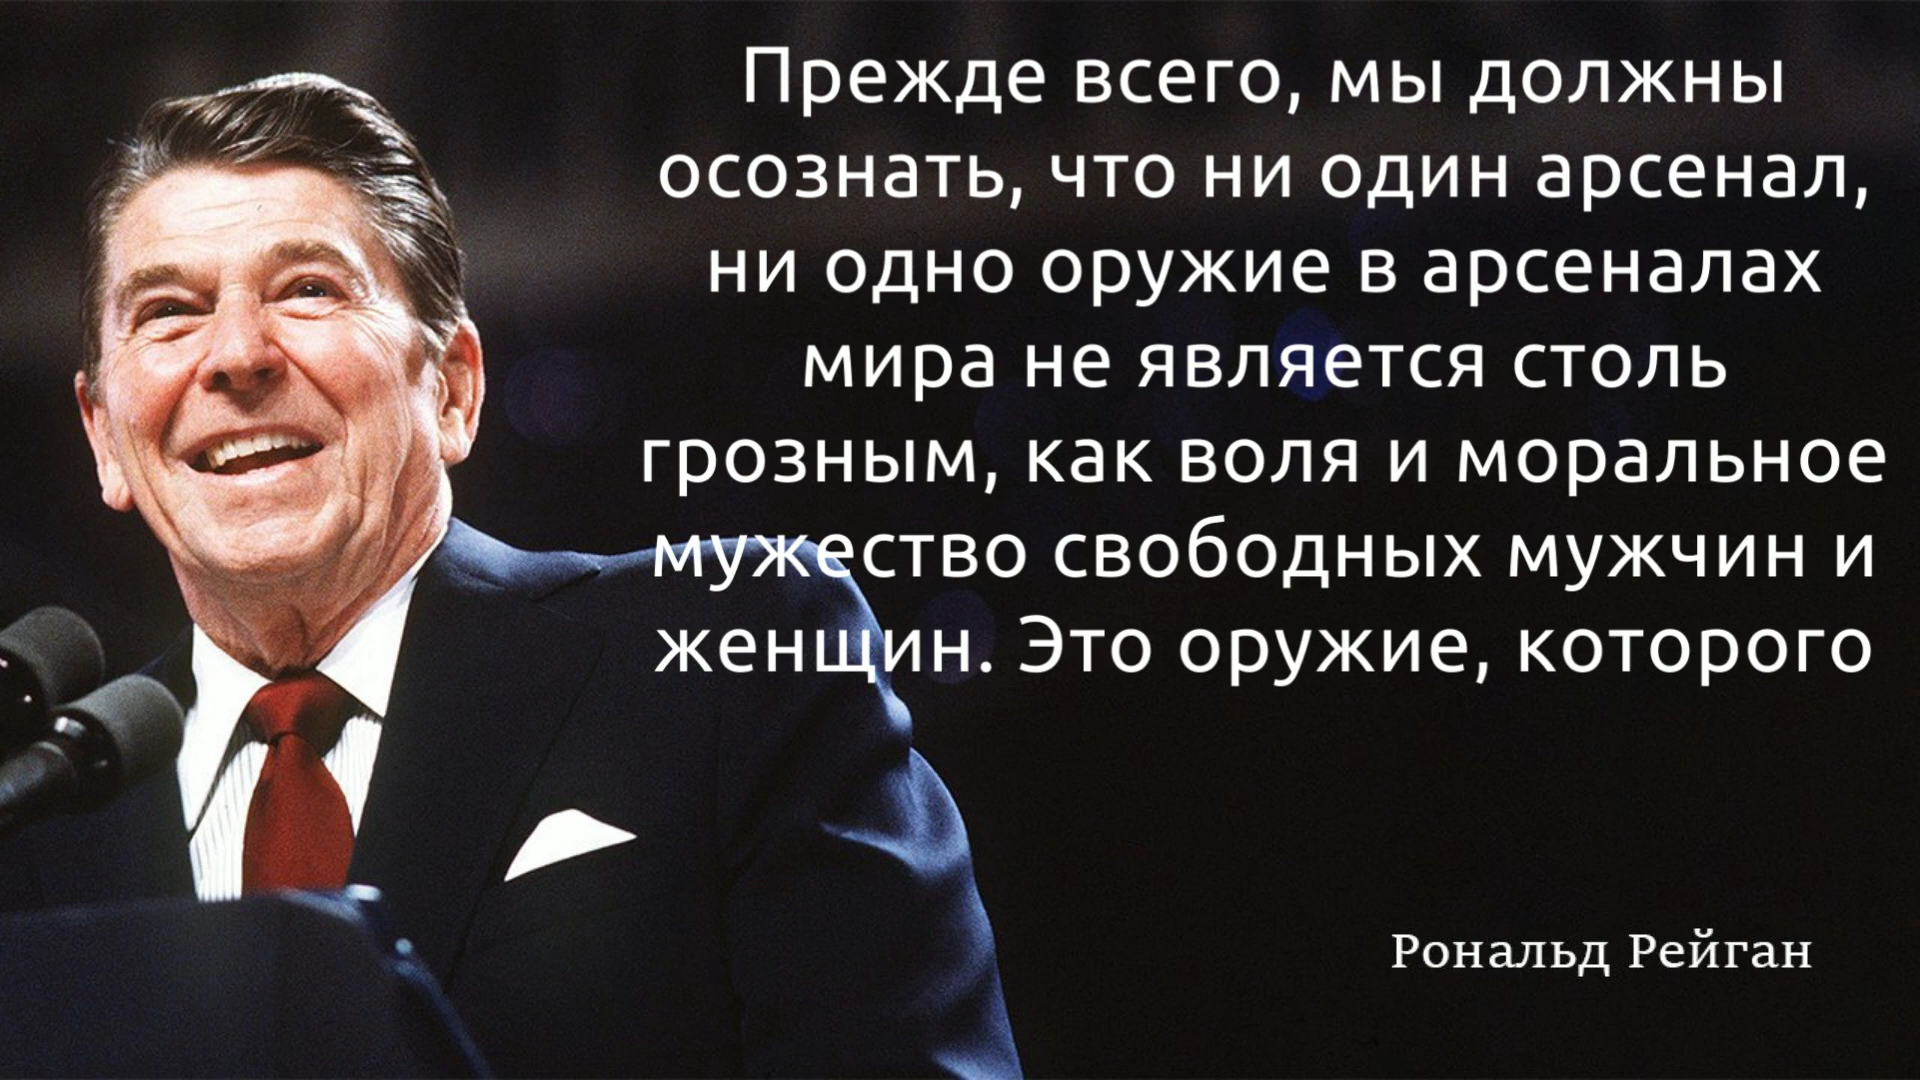 Прежде всего, мы должны
осознать, что ни один арсенал,
ни одно оружие в арсеналах
мира не является столь
грозным, как воля и моральное
мужество свободных мужчин и
женщин. Это оружие, которого
Рональд Рейган